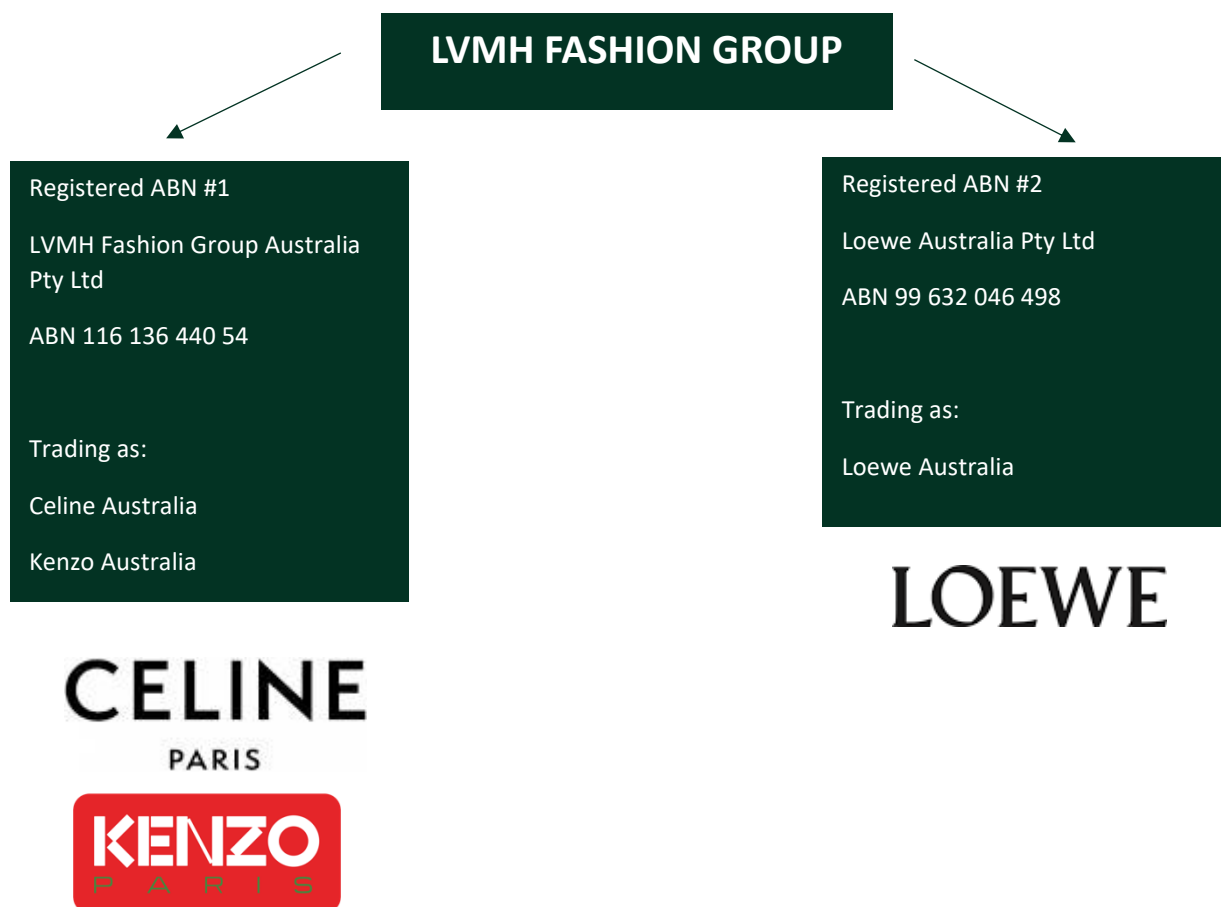 LVMH FASHION GROUP
Registered ABN #1
LVMH Fashion Group Australia
Pty Ltd
ABN 116 136 440 54
Trading as:
Celine Australia
Kenzo Australia
CELINE
PARIS
KENZO
PARIS
Registered ABN #2
Loewe Australia Pty Ltd
ABN 99 632 046 498
Trading as:
Loewe Australia
LOEWE